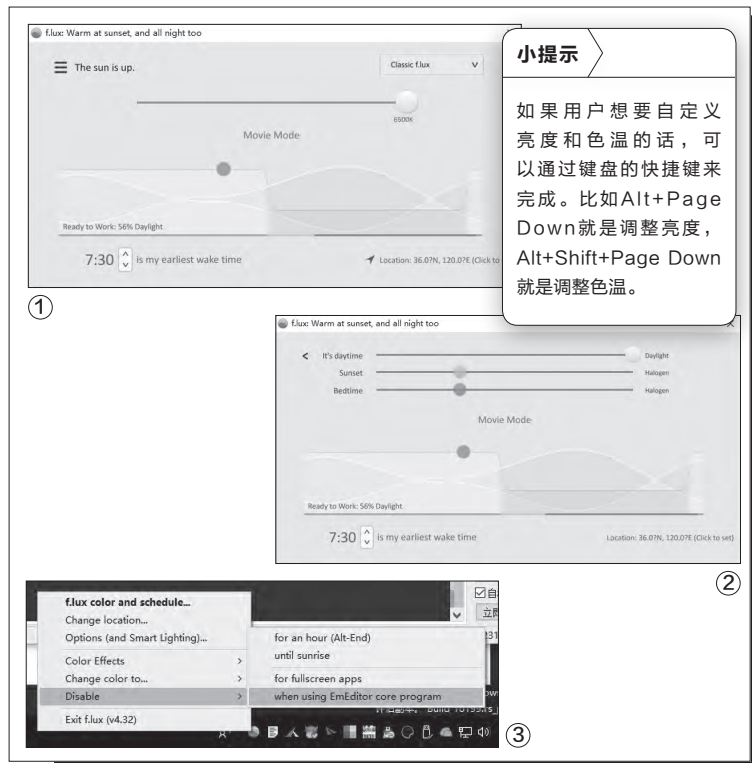 f.lux: Warm at sunset, and all night too
The sun is up.
Classic f.lux
6500K
Movie Mode
Ready to Work: 56% Daylight
7:30 is my earliest wake time
Location: 36.0?N, 120.0?E (Click to
①
小提示
如果用户想要自定义
亮度和色温的话，可
以通过键盘的快捷键来
完成。比如Alt+Page
Down就是调整亮度，
Alt+Shift+Page Down
就是调整色温。
f.lux: Warm at sunset, and all night too
It's daytime Daylight
Sunset Halogen
Bedtime Halogen
Movie Mode
Ready to Work: 56% Daylight
7:30 is my earliest wake time
Location: 36.0?N, 120.0?E (Click to set)
②
f.lux color and schedule...
Change location...
Options (and Smart Lighting)...
Color Effects
Change color to...
Disable
Exit f.lux (v4.32)
for an hour (Alt-End)
until sunrise
for fullscreen apps
when using EmEditor core program
③